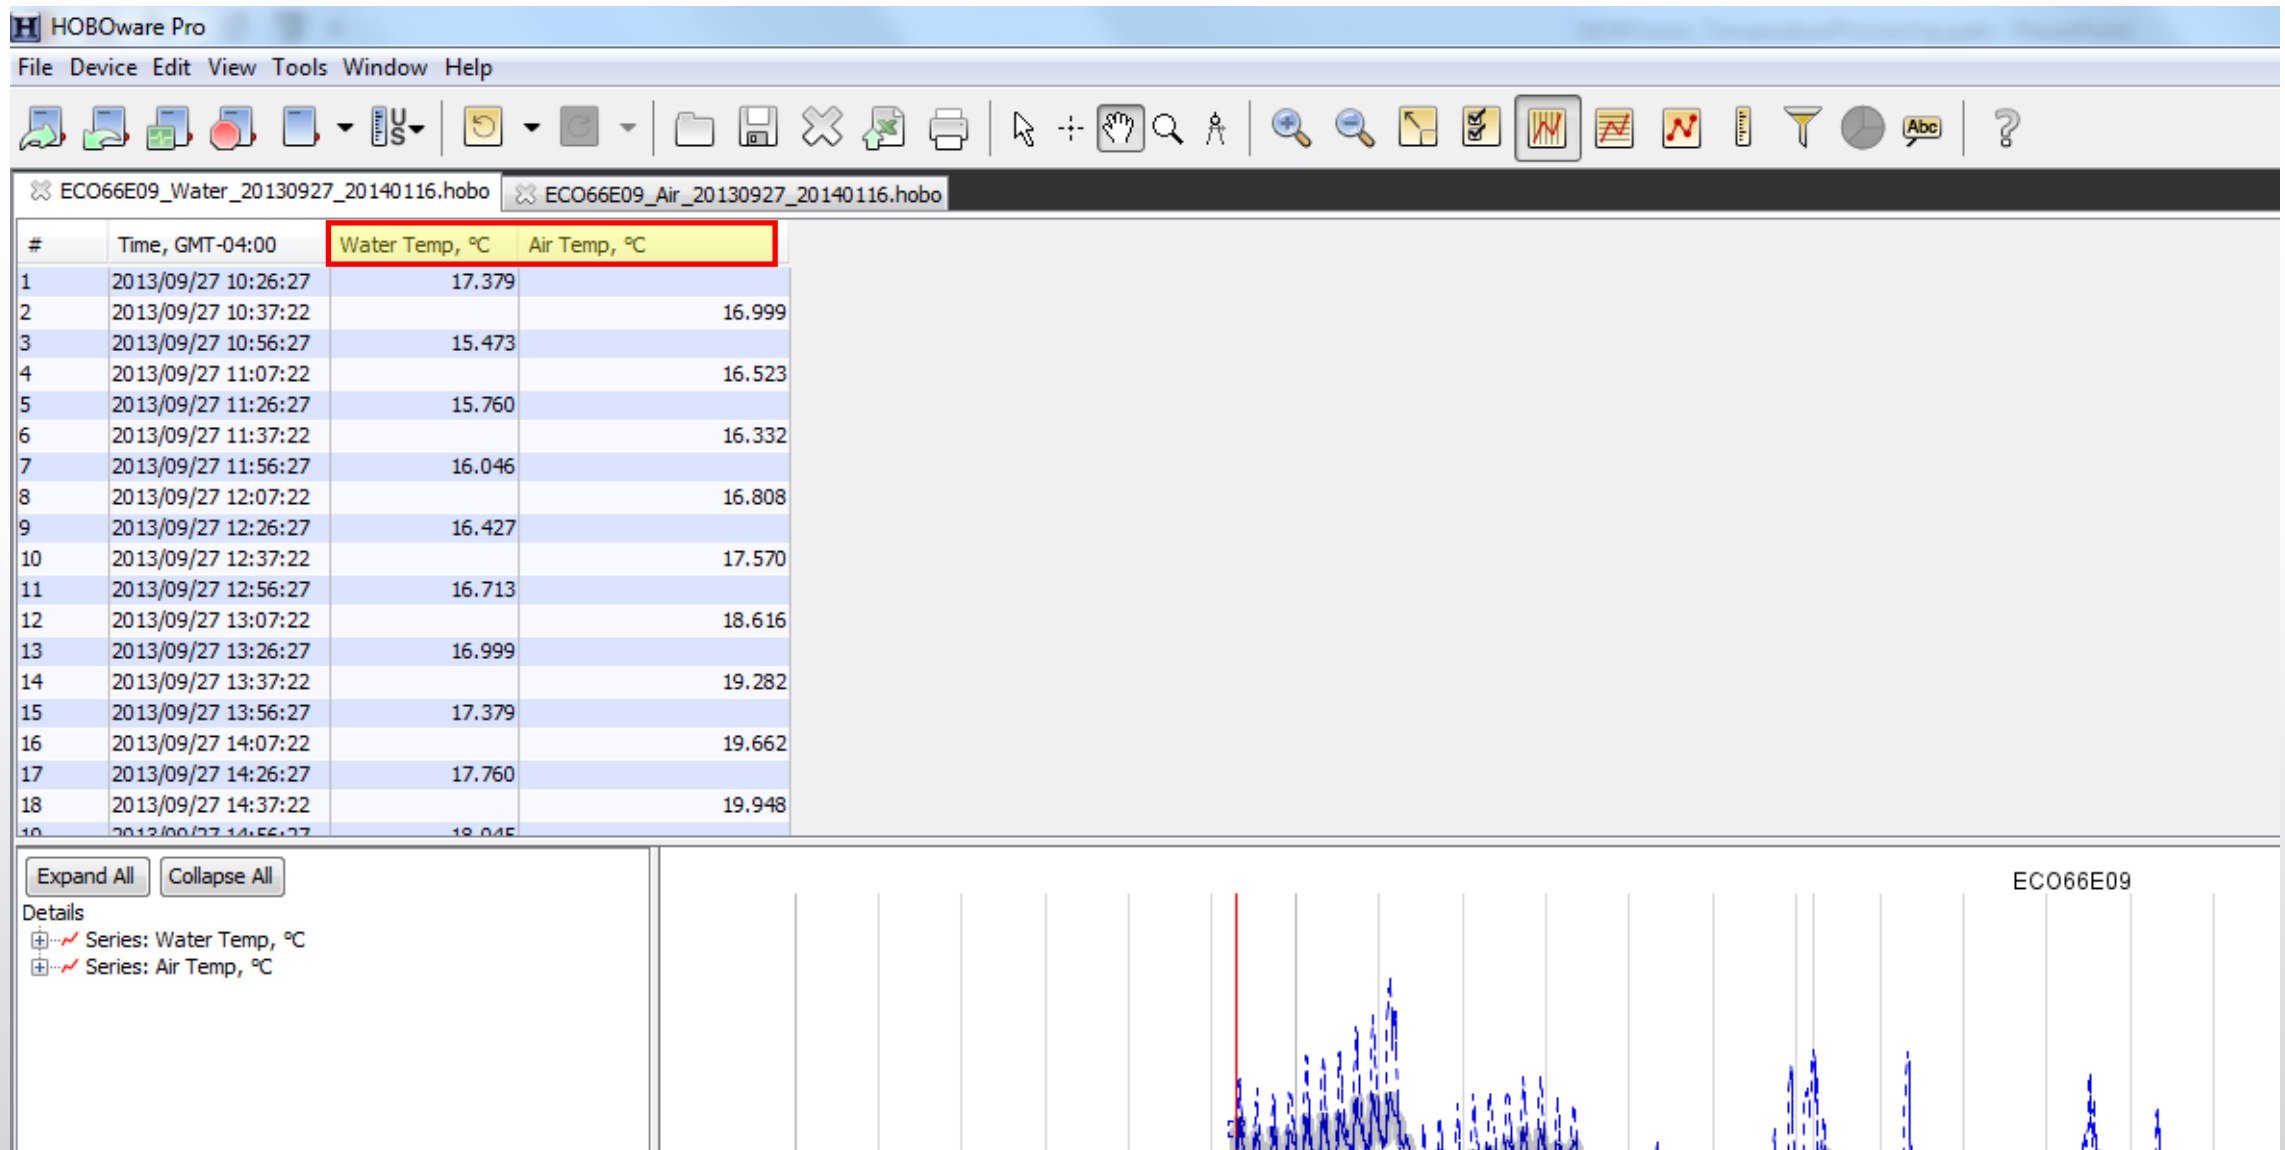 HOBOware Pro
File Device Edit View Tools Window Help
U
S
Abc
?
ECO66E09_Water_20130927_20140116.hobo ECO66E09_Air_20130927_20140116.hobo
# Time, GMT-04:00 Water Temp, °C Air Temp, °C
1 2013/09/27 10:26:27 17.379
2 2013/09/27 10:37:22 16.999
3 2013/09/27 10:56:27 15.473
4 2013/09/27 11:07:22 16.523
5 2013/09/27 11:26:27 15.760
6 2013/09/27 11:37:22 16.332
7 2013/09/27 11:56:27 16.046
8 2013/09/27 12:07:22 16.808
9 2013/09/27 12:26:27 16.427
10 2013/09/27 12:37:22 17.570
11 2013/09/27 12:56:27 16.713
12 2013/09/27 13:07:22 18.616
13 2013/09/27 13:26:27 16.999
14 2013/09/27 13:37:22 19.282
15 2013/09/27 13:56:27 17.379
16 2013/09/27 14:07:22 19.662
17 2013/09/27 14:26:27 17.760
18 2013/09/27 14:37:22 19.948
19 2013/09/27 14:56:27 18.045
Expand All Collapse All
Details
Series: Water Temp, °C
Series: Air Temp, °C
ECO66E09